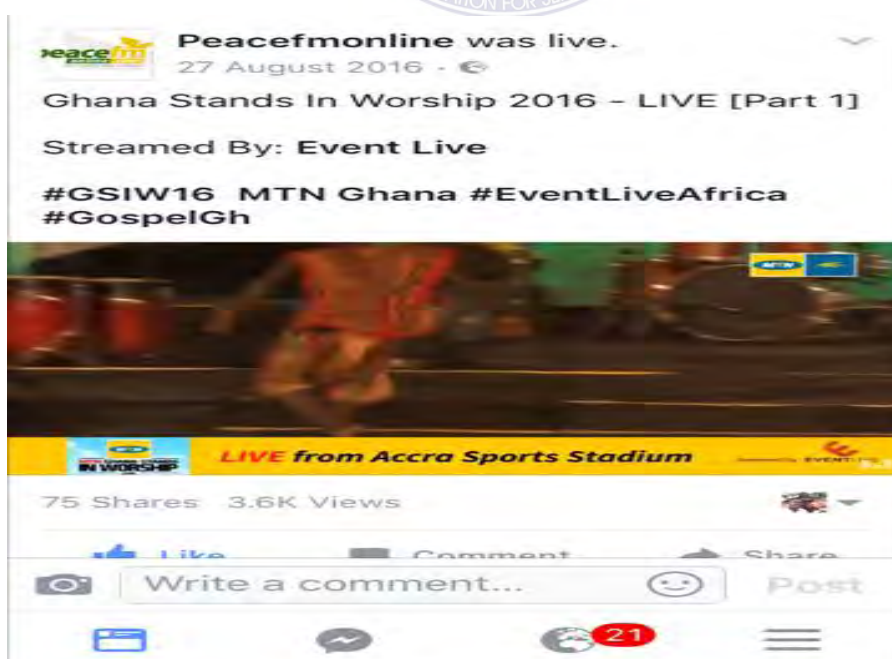 Peacefmonline was live.
peacefm
27 August 2016
Ghana Stands In Worship 2016 - LIVE [Part 1]
Streamed By: Event Live
#GSIW16 MTN Ghana #EventLiveAfrica
#GospelGh
MTN
IN WORSHIP
LIVE from Accra Sports Stadium
75 Shares 3.6K Views
Like Comment Share
Write a comment... Post
21